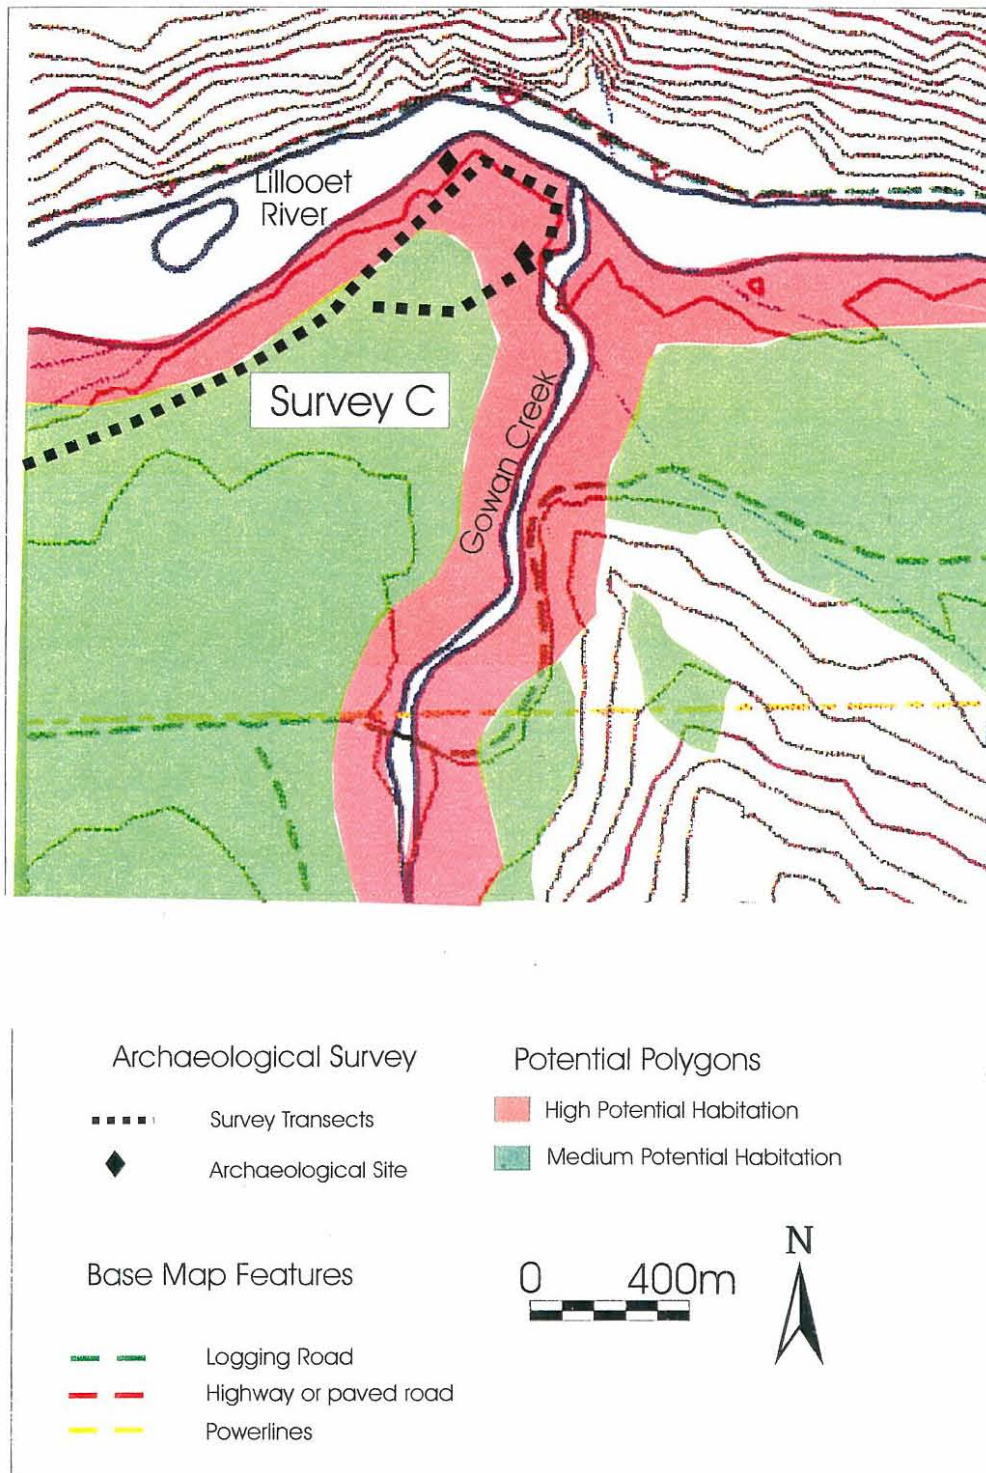 Lillooet
River
Survey C
Gowan Creek
Archaeological Survey
Survey Transects
Archaeological Site
Potential Polygons
High Potential Habitation
Medium Potential Habitation
Base Map Features
Logging Road
Highway or paved road
Powerlines
0 400m
N